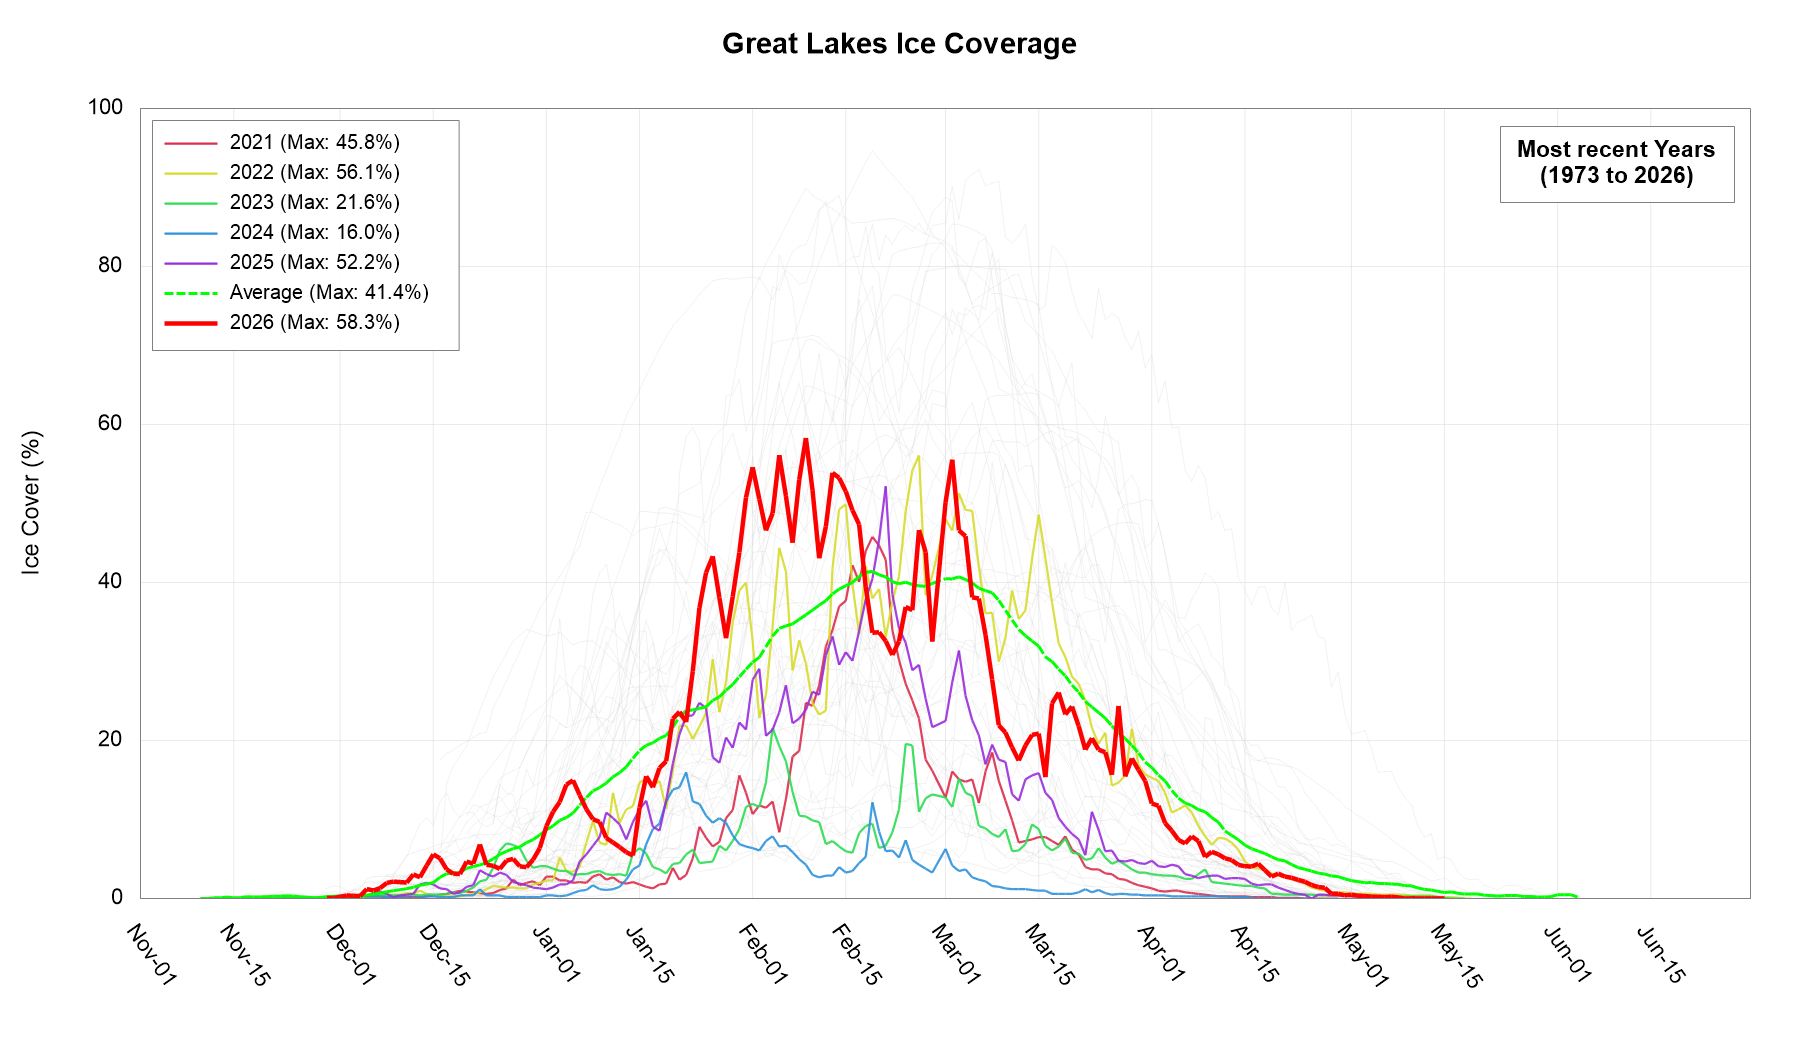 Great Lakes Ice Coverage
100
80
60
40
20
0
Ice Cover (%)
2021 (Max: 45.8%)
2022 (Max: 56.1%)
2023 (Max: 21.6%)
2024 (Max: 16.0%)
2025 (Max: 52.2%)
Average (Max: 41.4%)
2026 (Max: 58.3%)
Most recent Years
(1973 to 2026)
Nov-01
Nov-15
Dec-01
Dec-15
Jan-01
Jan-15
Feb-01
Feb-15
Mar-01
Mar-15
Apr-01
Apr-15
May-01
May-15
Jun-01
Jun-15